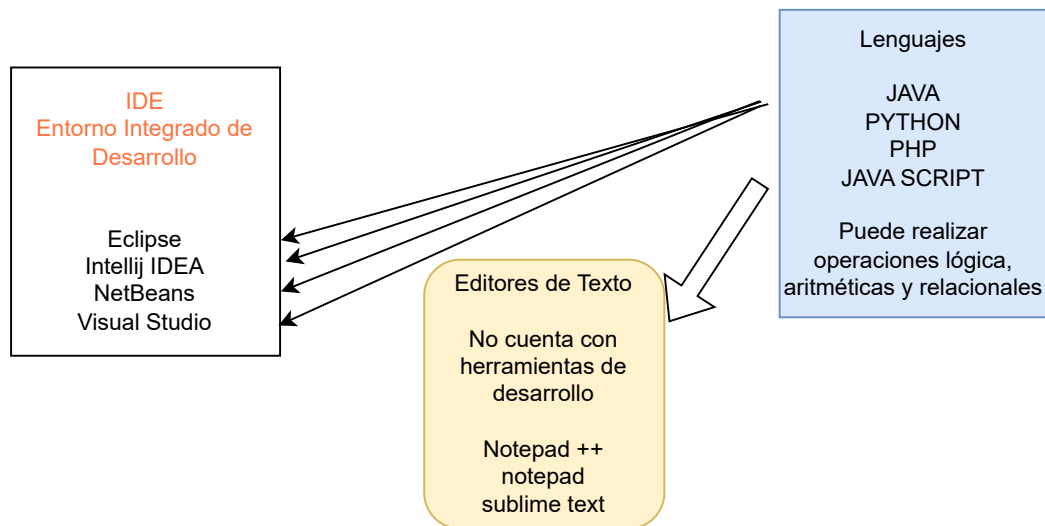 IDE
Entorno Integrado de
Desarrollo
Eclipse
Intellij IDEA
NetBeans
Visual Studio
Editores de Texto
No cuenta con
herramientas de
desarrollo
Notepad ++
notepad
sublime text
Lenguajes
JAVA
PYTHON
PHP
JAVA SCRIPT
Puede realizar
operaciones lógica,
aritméticas y relacionales